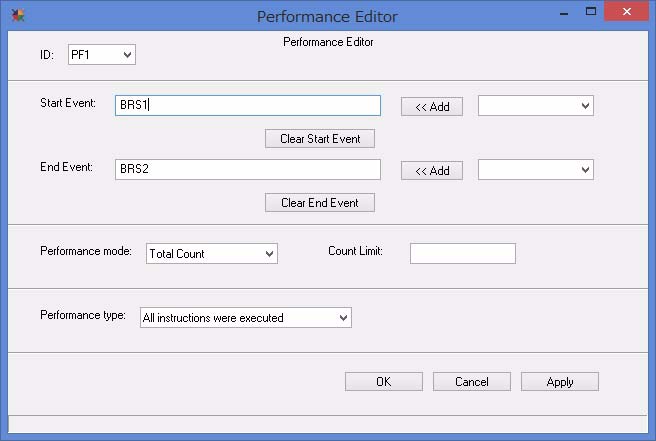 Performance Editor
Performance Editor
ID: PF1
Start Event: BRS1 << Add
Clear Start Event
End Event: BRS2 << Add
Clear End Event
Performance mode: Total Count Count Limit:
Performance type: All instructions were executed
OK Cancel Apply